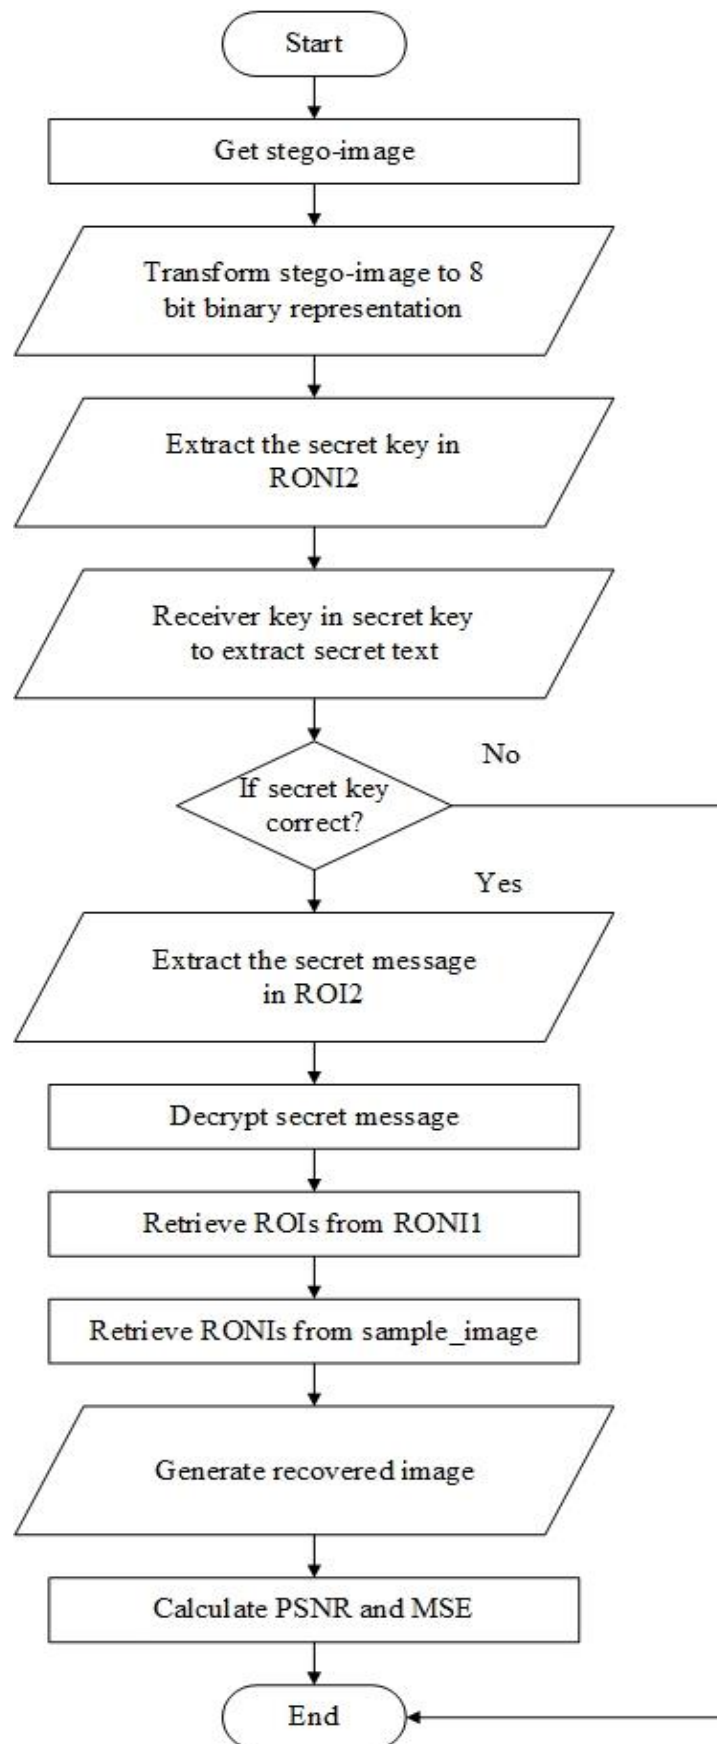 Start
Get stego-image
Transform stego-image to 8
bit binary representation
Extract the secret key in
RONI2
Receiver key in secret key
to extract secret text
No
If secret key
correct?
Yes
Extract the secret message
in ROI2
Decrypt secret message
Retrieve ROIs from RONI1
Retrieve RONIs from sample_image
Generate recovered image
Calculate PSNR and MSE
End